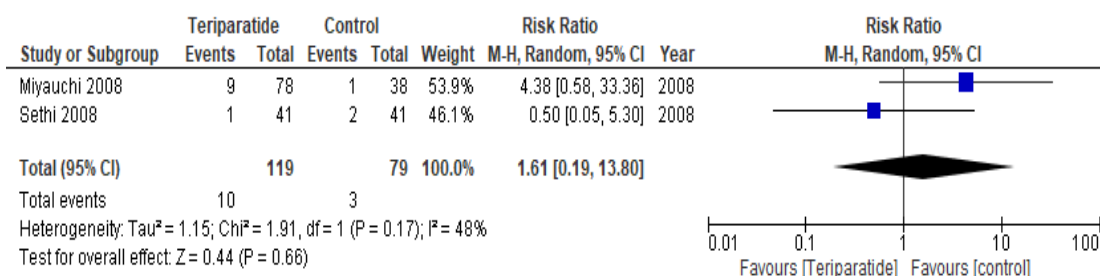 Teriparatide Control Risk Ratio Risk Ratio
Study or Subgroup Events Total Events Total Weight M-H, Random, 95% CI Year M-H, Random, 95% CI
Miyauchi 2008 9 78 1 38 53.9% 4.38 [0.58, 33.36] 2008
Sethi 2008 1 41 2 41 46.1% 0.50 [0.05, 5.30] 2008
Total (95% CI) 119 79 100.0% 1.61 [0.19, 13.80]
Total events 10 3
Heterogeneity: Tau² = 1.15; Chi² = 1.91, df = 1 (P = 0.17); I² = 48%
Test for overall effect: Z = 0.44 (P = 0.66)
0.01 0.1 1 10 100
Favours [Teriparatide] Favours [control]